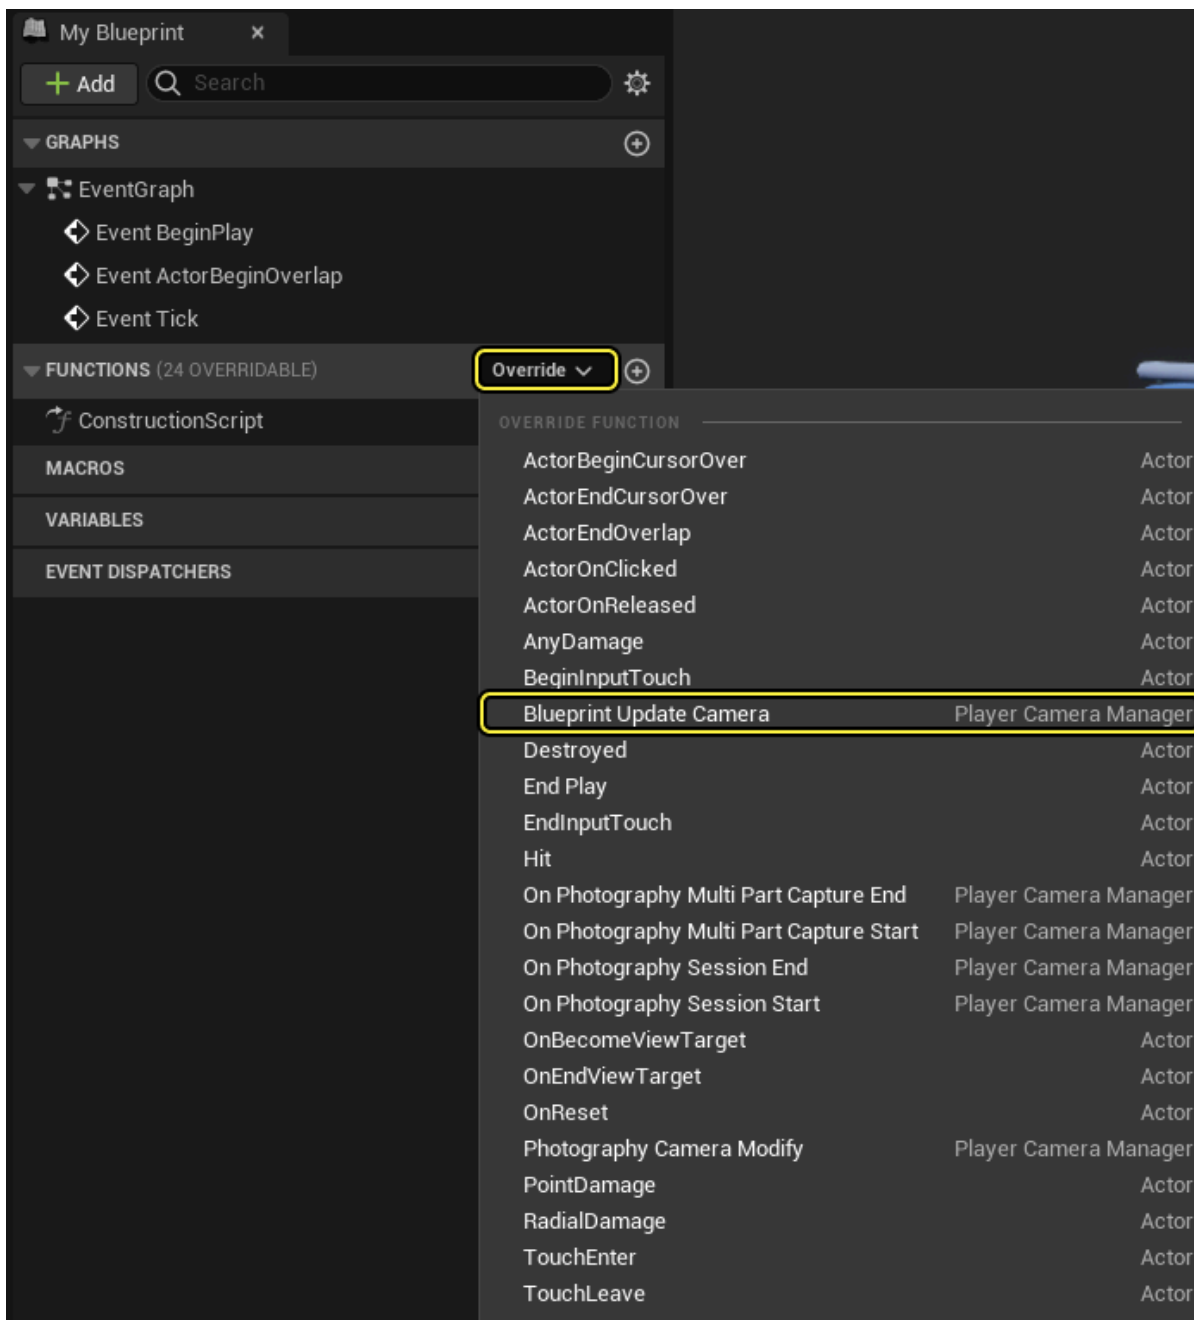 My Blueprint
Add
Search
GRAPHS
EventGraph
Event BeginPlay
Event ActorBeginOverlap
Event Tick
FUNCTIONS (24 OVERRIDABLE) Override
ConstructionScript
MACROS
VARIABLES
EVENT DISPATCHERS
OVERRIDE FUNCTION
ActorBeginCursorOver Actor
ActorEndCursorOver Actor
ActorEndOverlap Actor
ActorOnClicked Actor
ActorOnReleased Actor
AnyDamage Actor
BeginInputTouch Actor
Blueprint Update Camera Player Camera Manager
Destroyed Actor
End Play Actor
EndInputTouch Actor
Hit Actor
On Photography Multi Part Capture End Player Camera Manager
On Photography Multi Part Capture Start Player Camera Manager
On Photography Session End Player Camera Manager
On Photography Session Start Player Camera Manager
OnBecomeViewTarget Actor
OnEndViewTarget Actor
OnReset Actor
Photography Camera Modify Player Camera Manager
PointDamage Actor
RadialDamage Actor
TouchEnter Actor
TouchLeave Actor